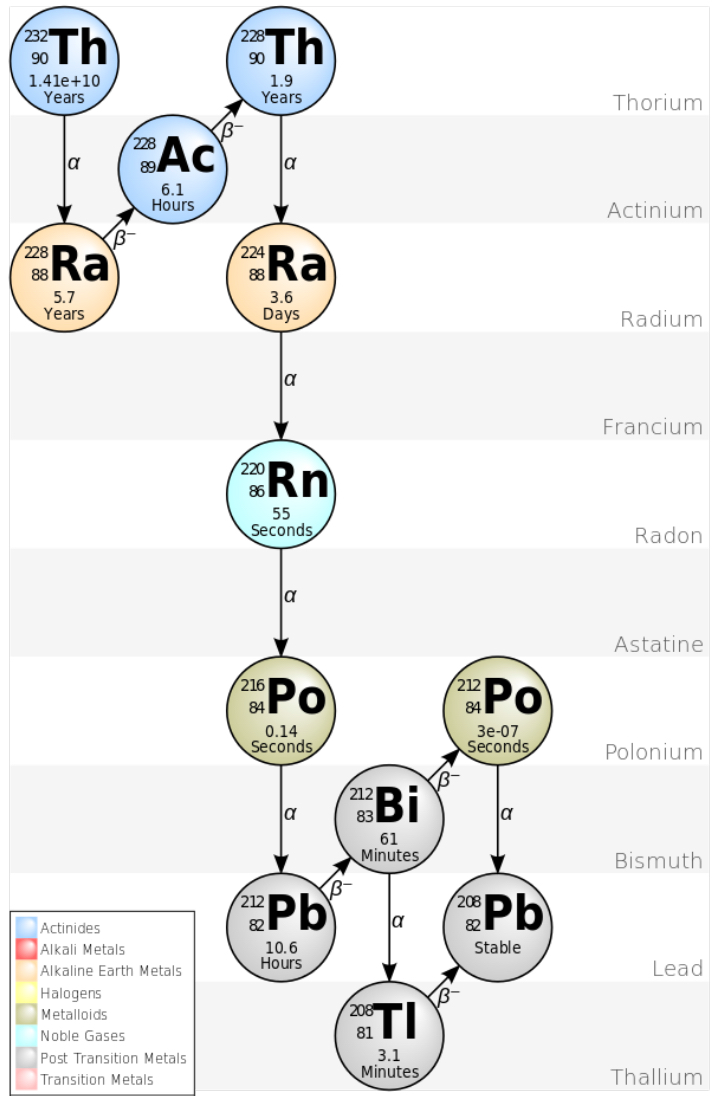 232
90
Th
1.41e+10
Years
228
90
Th
1.9
Years
Thorium
α
β⁻
228
89
Ac
6.1
Hours
α
Actinium
β⁻
228
88
Ra
5.7
Years
224
88
Ra
3.6
Days
Radium
α
Francium
220
86
Rn
55
Seconds
Radon
α
Astatine
216
84
Po
0.14
Seconds
212
84
Po
3e-07
Seconds
Polonium
α
β⁻
212
83
Bi
61
Minutes
α
Bismuth
β⁻
212
82
Pb
10.6
Hours
α
208
82
Pb
Stable
Lead
β⁻
208
81
Tl
3.1
Minutes
Thallium
Actinides
Alkali Metals
Alkaline Earth Metals
Halogens
Metalloids
Noble Gases
Post Transition Metals
Transition Metals